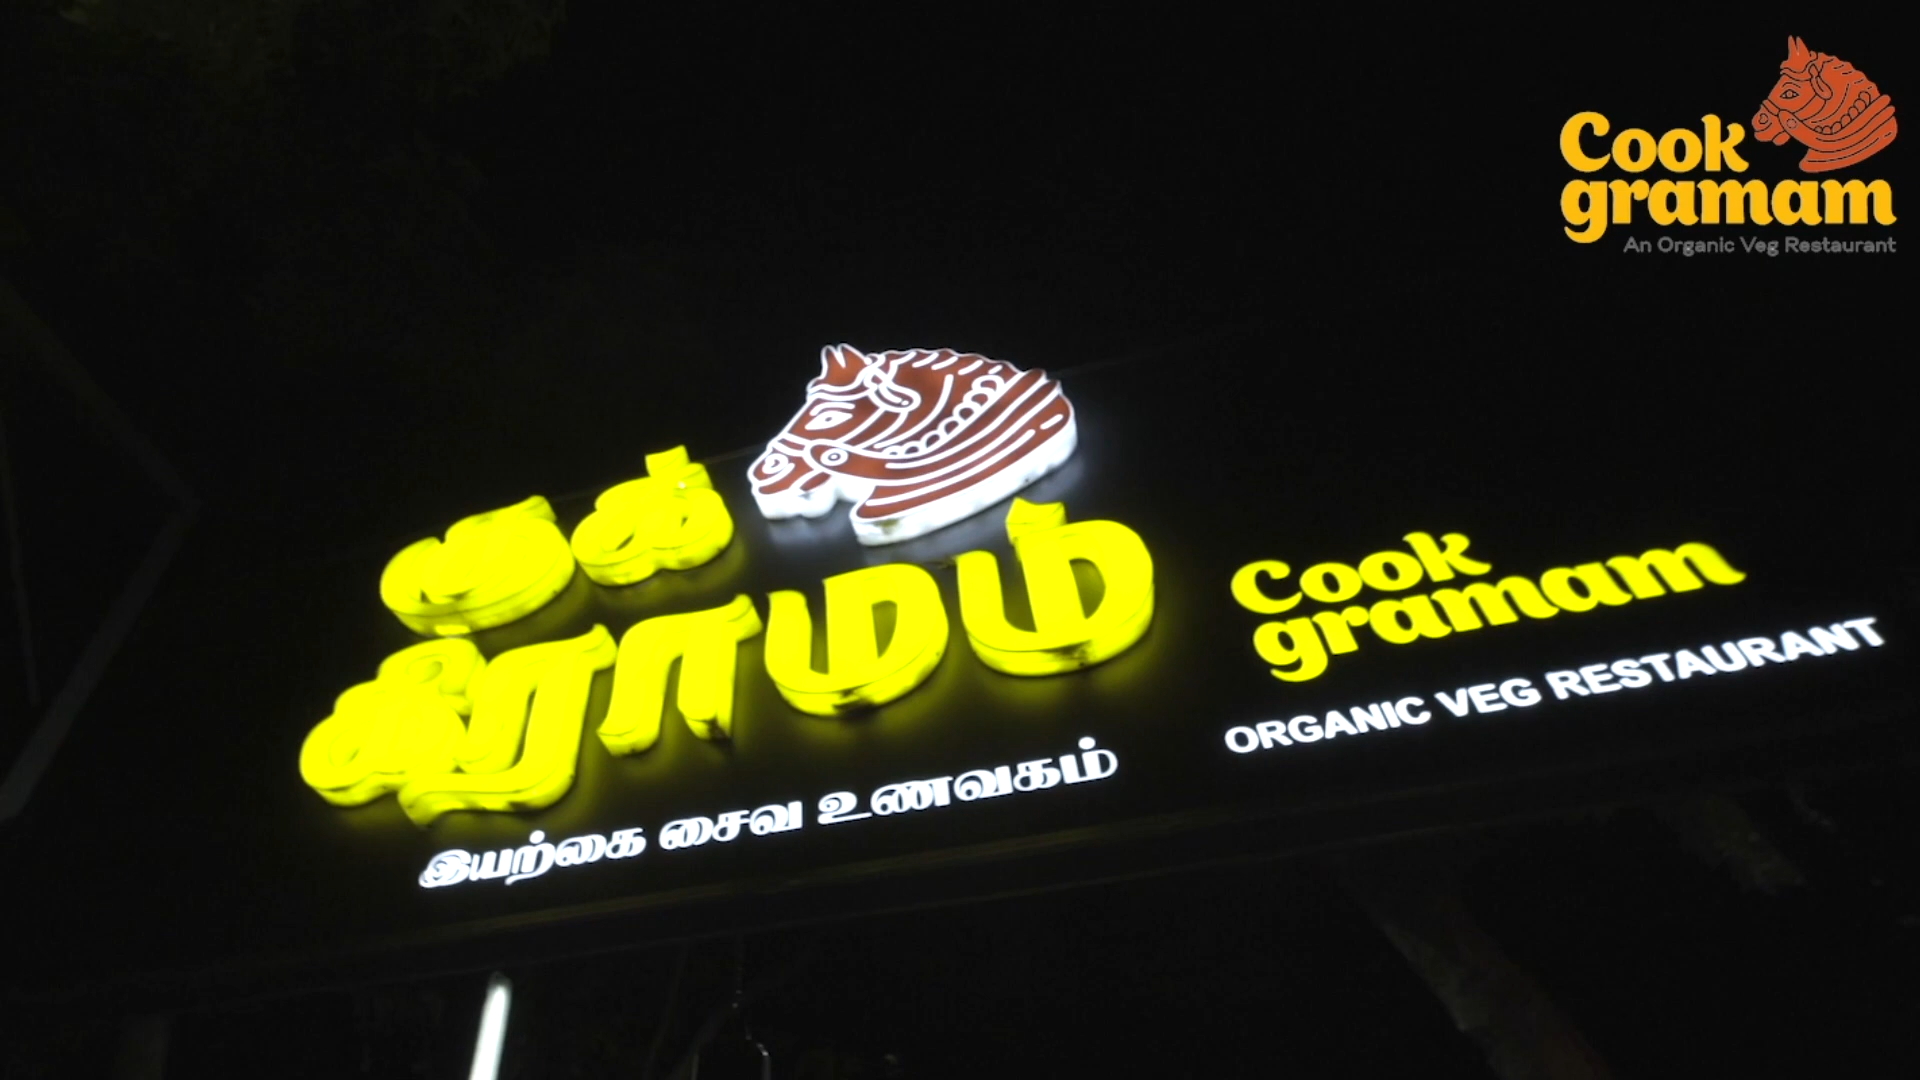 Cook
gramam
An Organic Veg Restaurant
குக்
கிராமம்
இயற்கை சைவ உணவகம்
Cook
gramam
ORGANIC VEG RESTAURANT